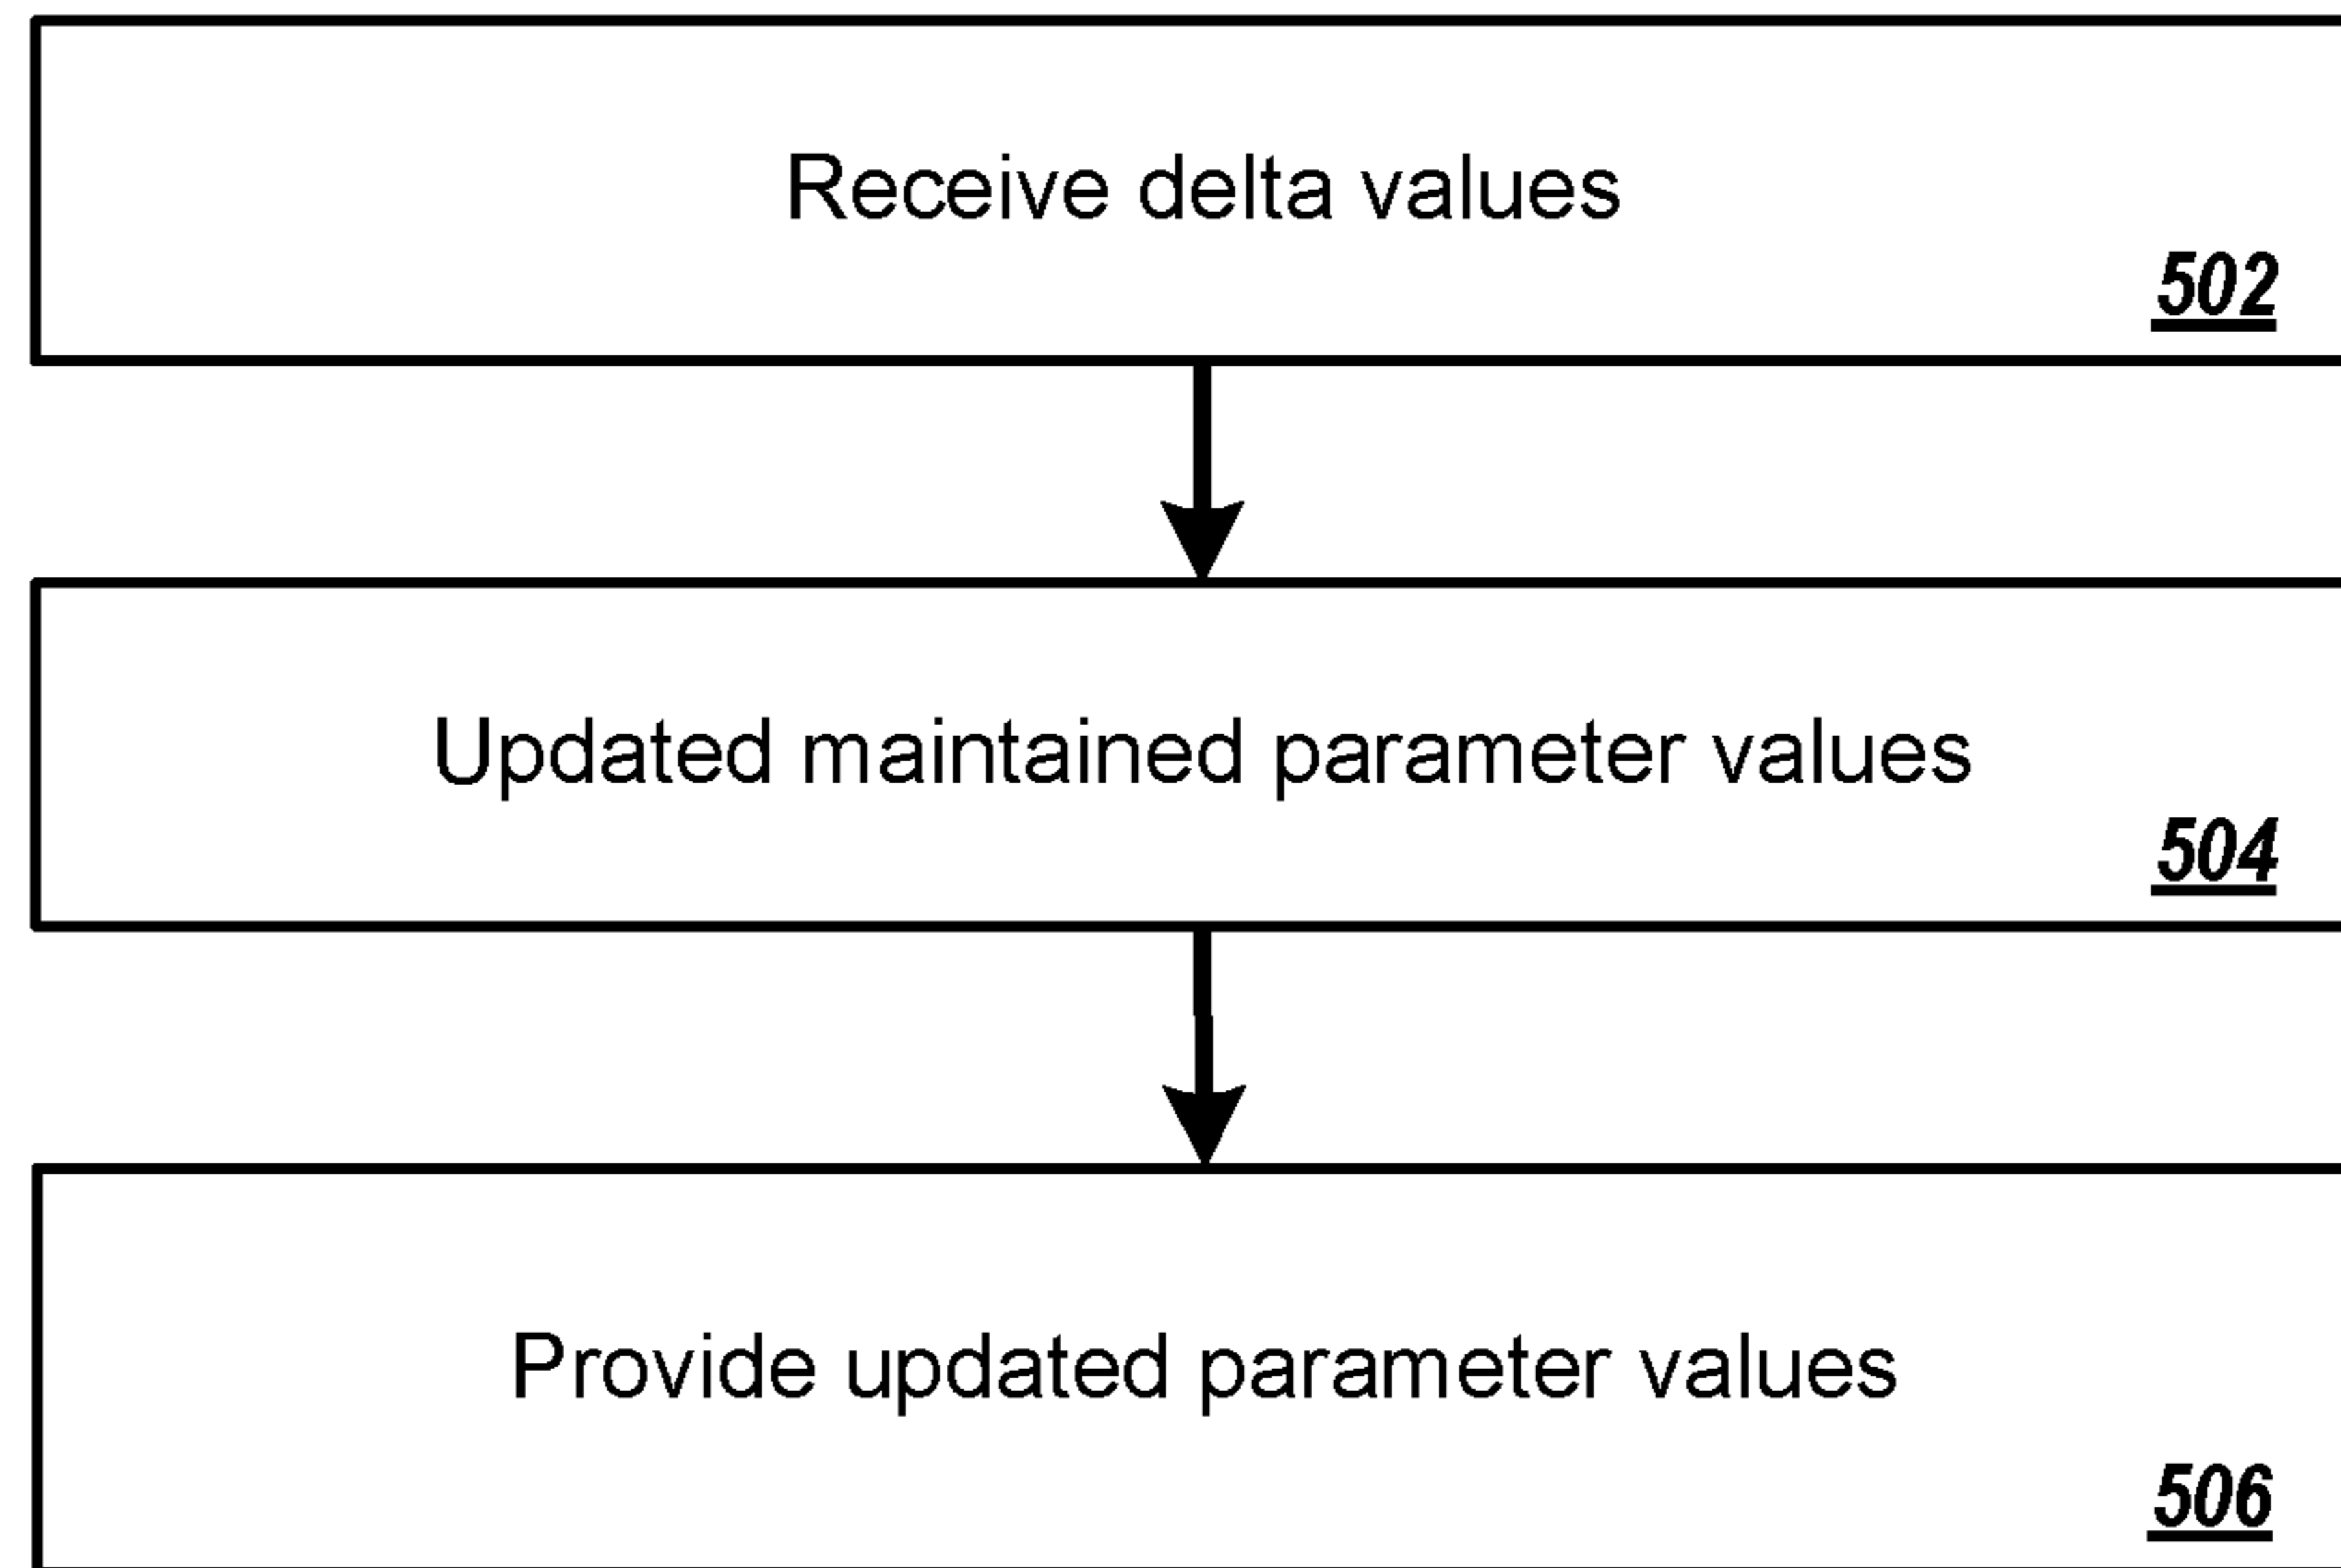 Receive delta values
502
Updated maintained parameter values
504
Provide updated parameter values
506